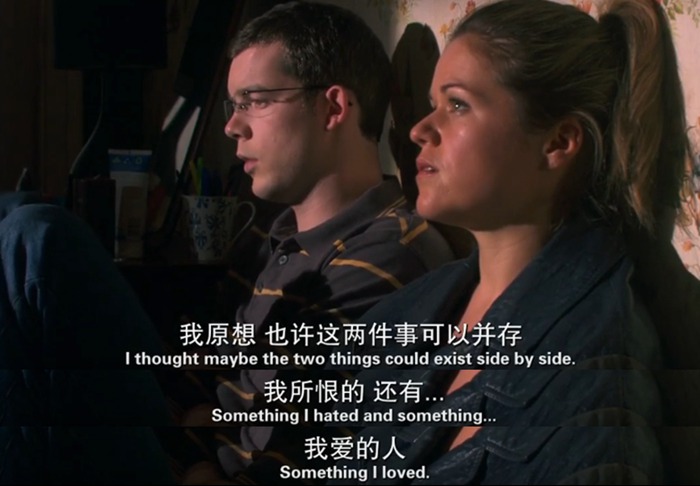 我原想 也许这两件事可以并存
I thought maybe the two things could exist side by side.
我所恨的 还有...
Something I hated and something...
我爱的人
Something I loved.